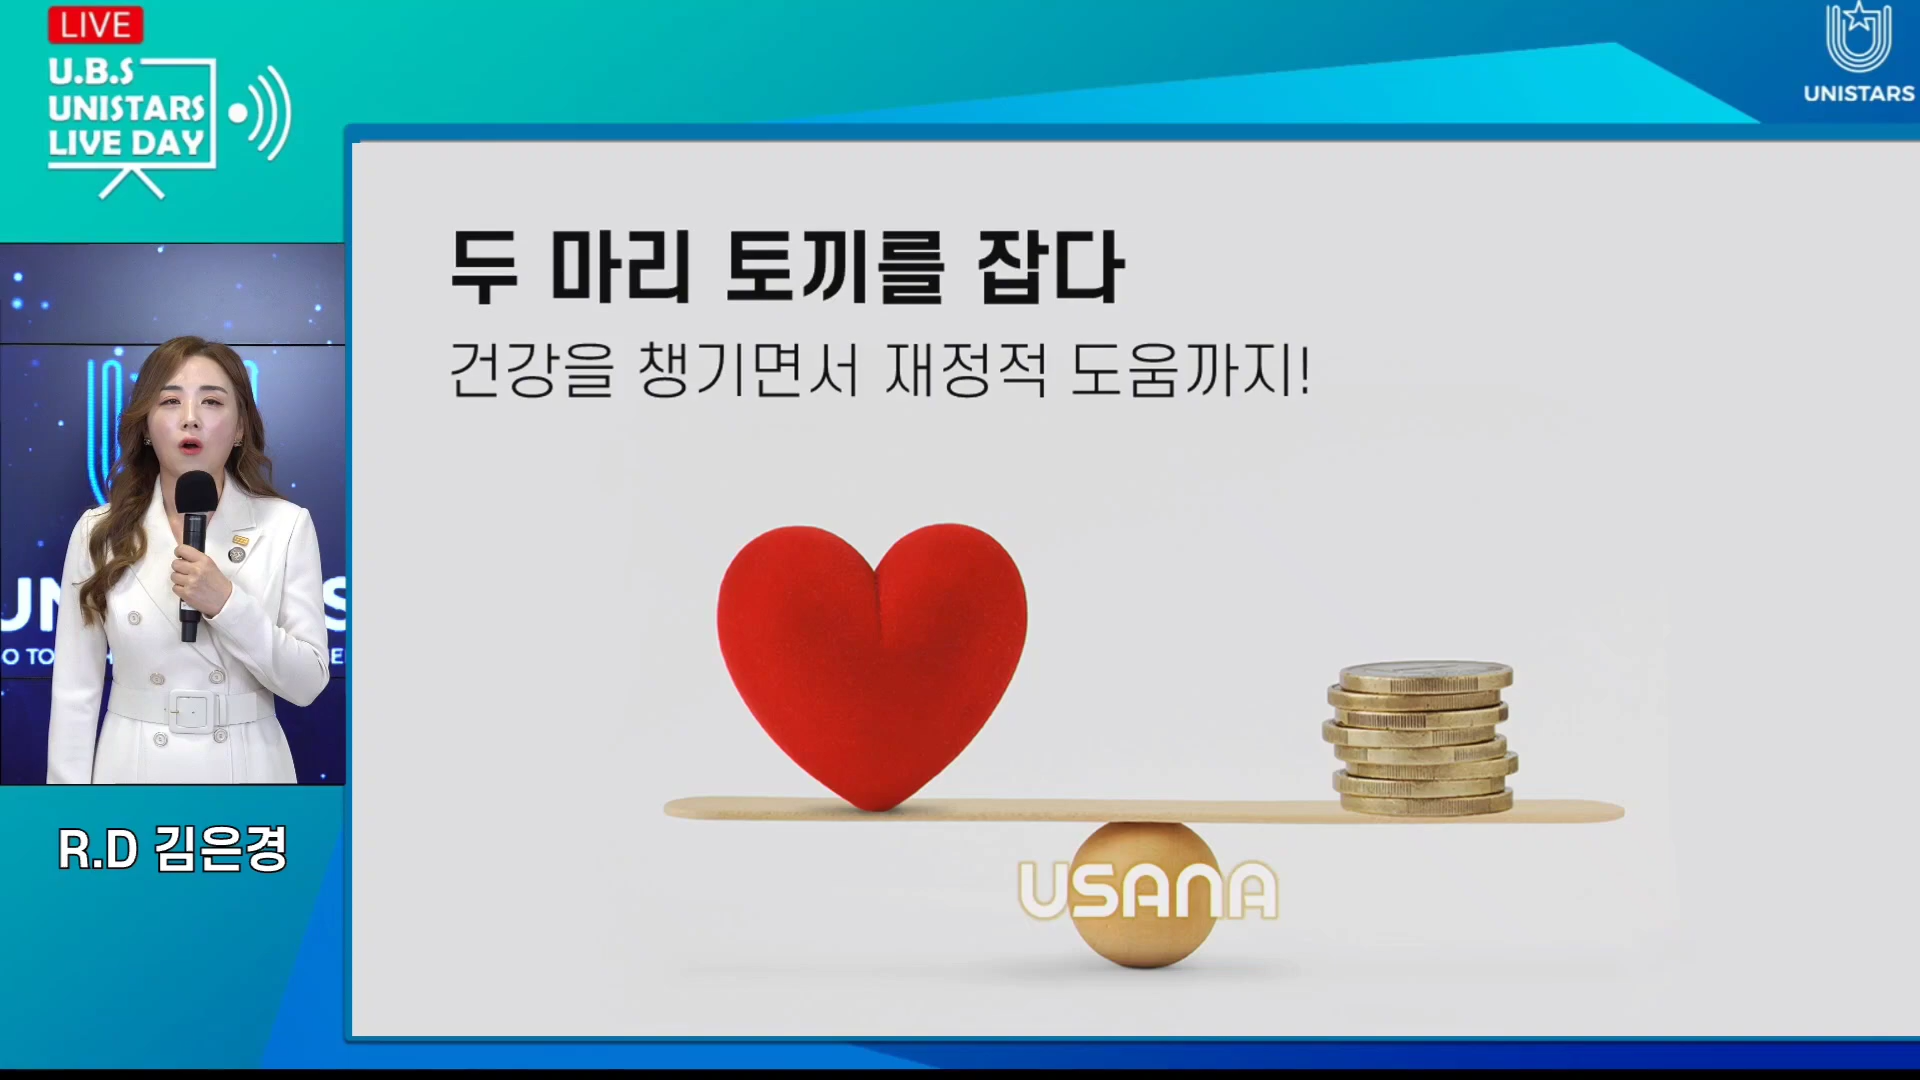 LIVE
U.B.S
UNISTARS
LIVE DAY
UNISTARS
두 마리 토끼를 잡다
건강을 챙기면서 재정적 도움까지!
USANA
R.D 김은경